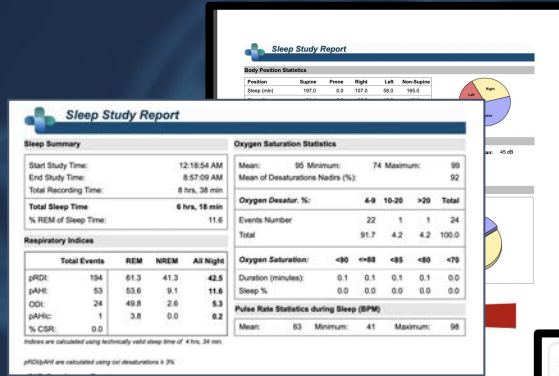 Sleep Study Report
Body Position Statistics
Position Supine Prone Right Left Non-Supine
Sleep (min) 197.0 0.0 107.0 58.0 165.0
Right
Left
45 dB
Sleep Study Report
Sleep Summary
Start Study Time: 12:18:54 AM
End Study Time: 8:57:09 AM
Total Recording Time: 8 hrs, 38 min
Total Sleep Time 6 hrs, 18 min
% REM of Sleep Time: 11.6
Respiratory Indices
Total Events REM NREM All Night
pRDI: 194 61.3 41.3 42.5
pAHI: 53 53.6 9.1 11.6
ODI: 24 49.8 2.6 5.3
pAHIc: 1 3.8 0.0 0.2
% CSR: 0.0
Indices are calculated using technically valid sleep time of 4 hrs, 34 min.
pRDI/pAHI are calculated using oxi desaturations ≥ 3%
Oxygen Saturation Statistics
Mean: 95 Minimum: 74 Maximum: 99
Mean of Desaturations Nadirs (%): 92
Oxygen Desatur. %: 4-9 10-20 >20 Total
Events Number 22 1 1 24
Total 91.7 4.2 4.2 100.0
Oxygen Saturation: <90 <=88 <85 <80 <70
Duration (minutes): 0.1 0.1 0.1 0.1 0.0
Sleep % 0.0 0.0 0.0 0.0 0.0
Pulse Rate Statistics during Sleep (BPM)
Mean: 63 Minimum: 41 Maximum: 98